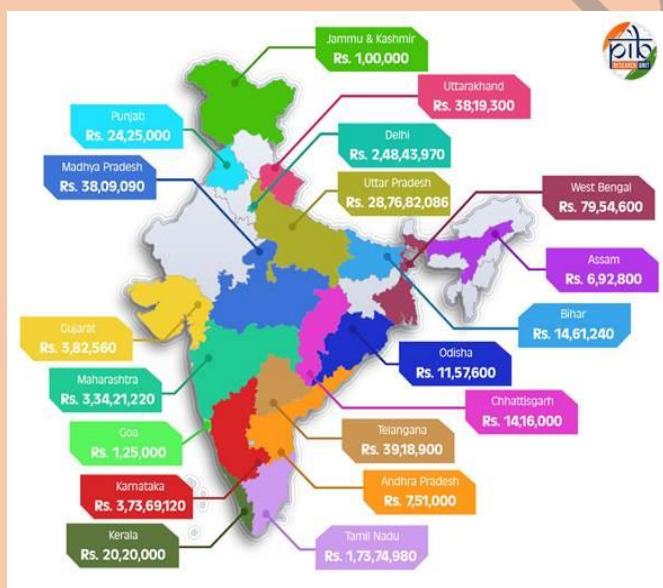 Jammu & Kashmir
Rs. 1,00,000
pib
RESEARCH UNIT
Uttarakhand
Rs. 38,19,300
Punjab
Rs. 24,25,000
Delhi
Rs. 2,48,43,970
Madhya Pradesh
Rs. 38,09,090
Uttar Pradesh
Rs. 28,76,82,086
West Bengal
Rs. 79,54,600
Assam
Rs. 6,92,800
Bihar
Rs. 14,61,240
Gujarat
Rs. 3,82,560
Odisha
Rs. 11,57,600
Maharashtra
Rs. 3,34,21,220
Chhattisgarh
Rs. 14,16,000
Goa
Rs. 1,25,000
Telangana
Rs. 39,18,900
Karnataka
Rs. 3,73,69,120
Andhra Pradesh
Rs. 7,51,000
Kerala
Rs. 20,20,000
Tamil Nadu
Rs. 1,73,74,980